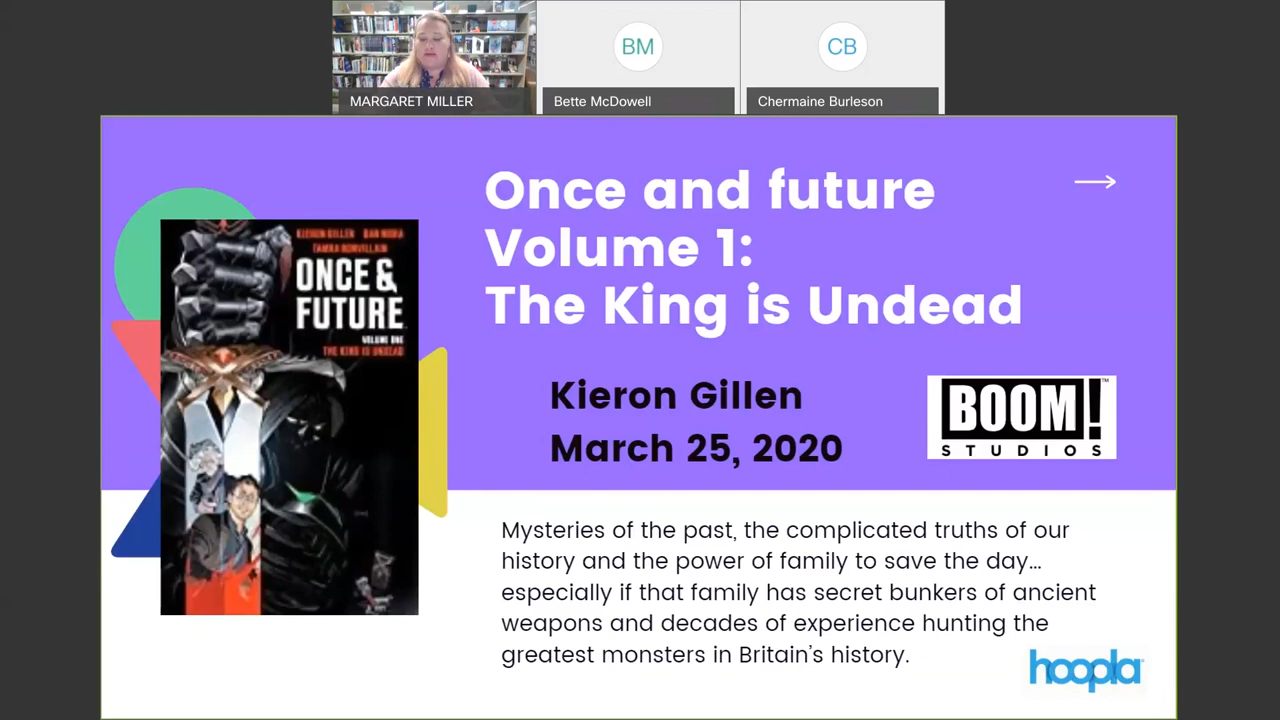 BM
CB
MARGARET MILLER
Bette McDowell
Chermaine Burleson
Once and future
Volume 1:
The King is Undead
KIERON GILLEN DAN MORA
TAMRA BONVILLAIN
ONCE &
FUTURE
VOLUME ONE
THE KING IS UNDEAD
Kieron Gillen
March 25, 2020
BOOM!™
STUDIOS
Mysteries of the past, the complicated truths of our
history and the power of family to save the day...
especially if that family has secret bunkers of ancient
weapons and decades of experience hunting the
greatest monsters in Britain's history.
hoopla